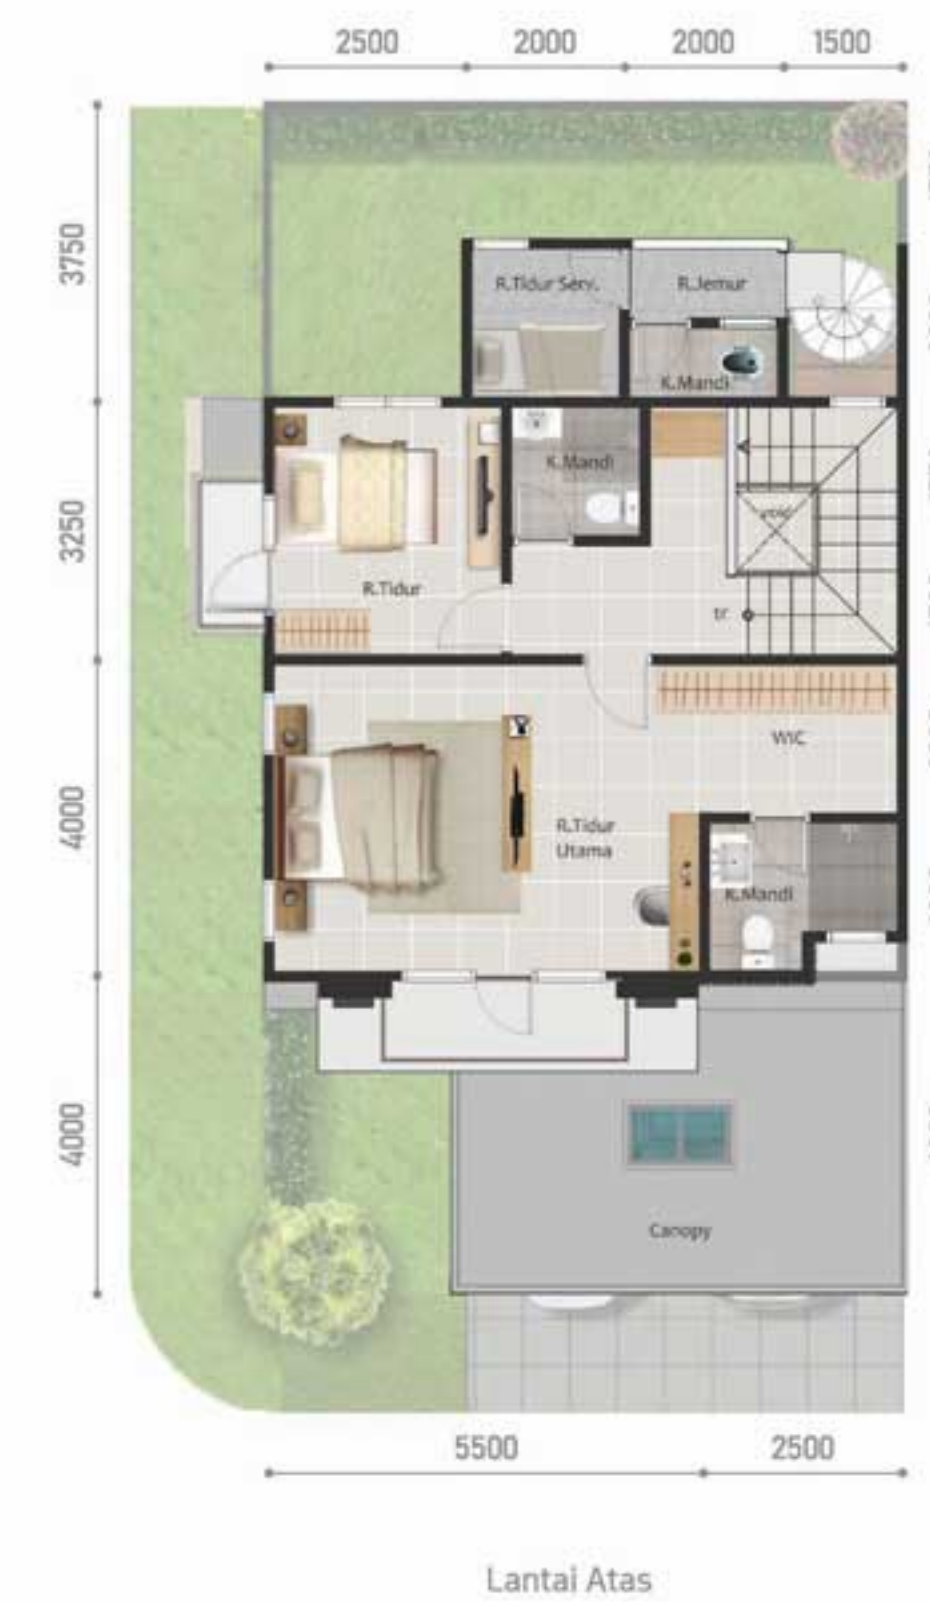 2500 2000 2000 1500
3750
R.Tidur Serv. R.Jemur
K.Mandi
K.Mandi
3250
void
R.Tidur
tr
WIC
4000
R.Tidur
Utama
K.Mandi
4000
Canopy
5500 2500
Lantai Atas